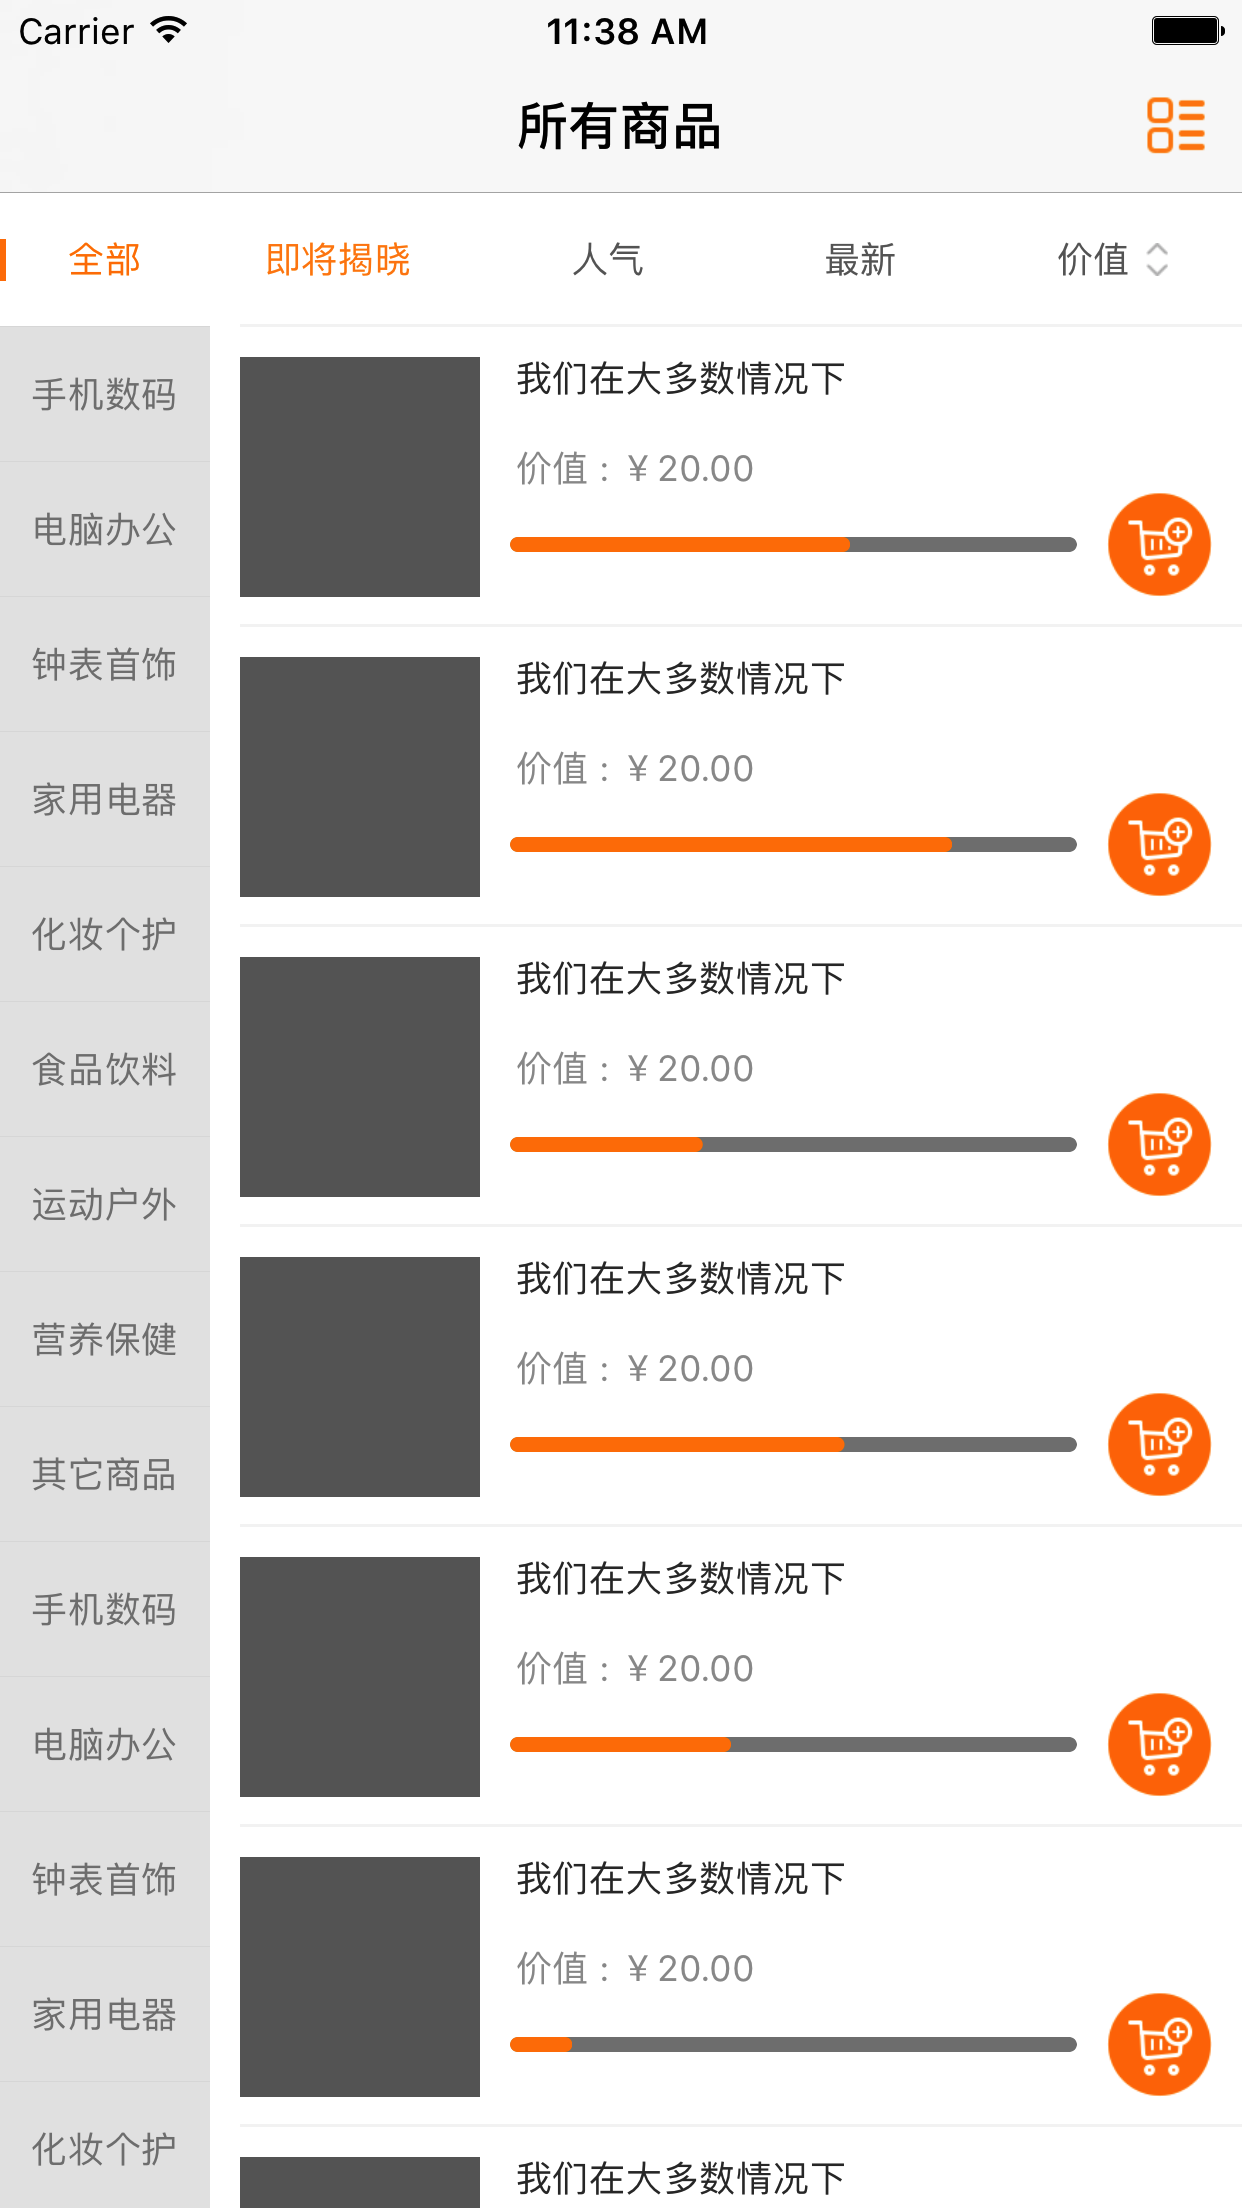 Carrier 11:38 AM
所有商品
全部
即将揭晓 人气 最新 价值
手机数码
电脑办公
钟表首饰
家用电器
化妆个护
食品饮料
运动户外
营养保健
其它商品
手机数码
电脑办公
钟表首饰
家用电器
化妆个护
我们在大多数情况下
价值：￥20.00
我们在大多数情况下
价值：￥20.00
我们在大多数情况下
价值：￥20.00
我们在大多数情况下
价值：￥20.00
我们在大多数情况下
价值：￥20.00
我们在大多数情况下
价值：￥20.00
我们在大多数情况下